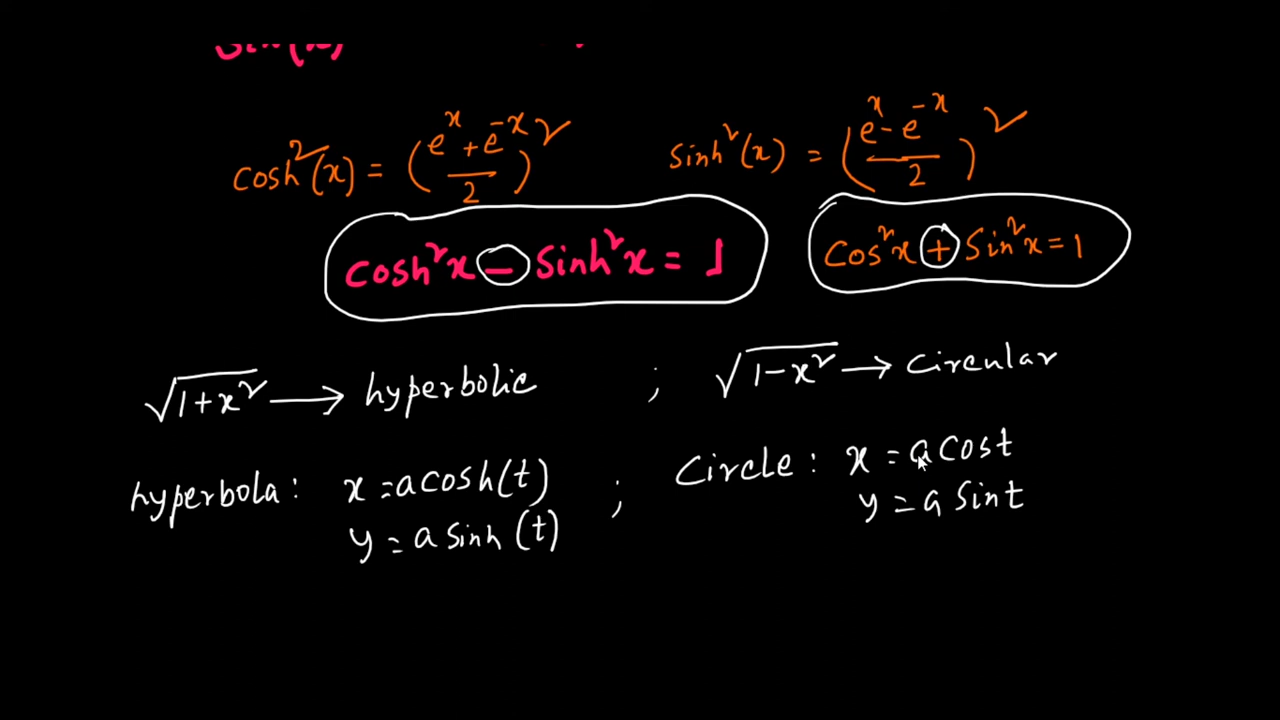 cosh²(x) = ((e^x + e^-x)/2)² sinh²(x) = ((e^x - e^-x)/2)²
cosh²x - Sinh²x = 1 Cos²x + Sin²x = 1
√(1+x²) → hyperbolic ; √(1-x²) → Circular
hyperbola: x = a cosh(t) ; Circle: x = a cost
y = a sinh(t) y = a sint